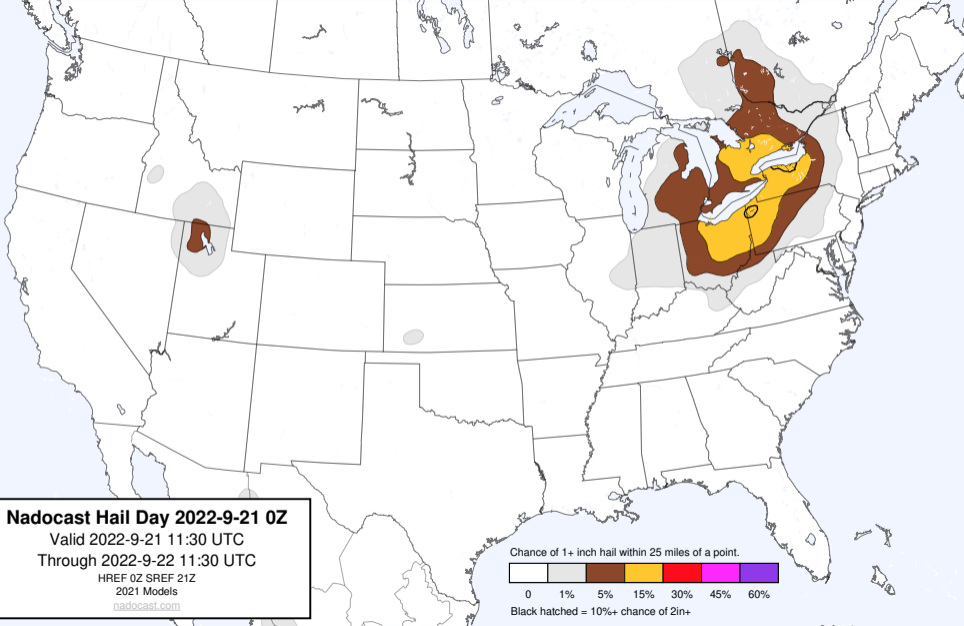 Nadocast Hail Day 2022-9-21 0Z
Valid 2022-9-21 11:30 UTC
Through 2022-9-22 11:30 UTC
HREF 0Z SREF 21Z
2021 Models
nadocast.com
Chance of 1+ inch hail within 25 miles of a point.
0 1% 5% 15% 30% 45% 60%
Black hatched = 10%+ chance of 2in+